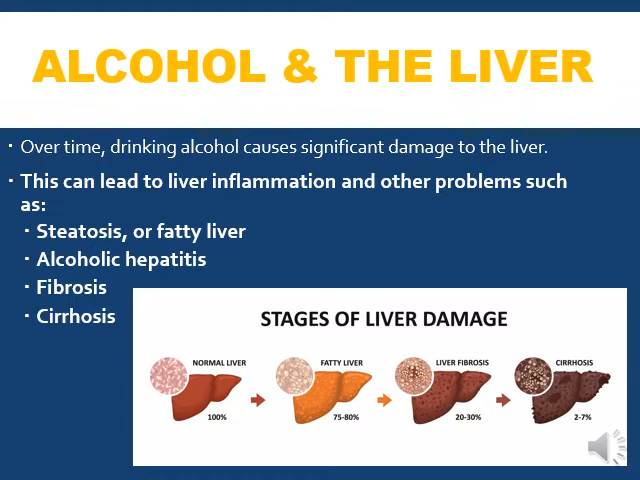 ALCOHOL & THE LIVER
▪ Over time, drinking alcohol causes significant damage to the liver.
▪ This can lead to liver inflammation and other problems such
as:
▪ Steatosis, or fatty liver
▪ Alcoholic hepatitis
▪ Fibrosis
▪ Cirrhosis
STAGES OF LIVER DAMAGE
NORMAL LIVER FATTY LIVER LIVER FIBROSIS CIRRHOSIS
100% 75-80% 20-30% 2-7%